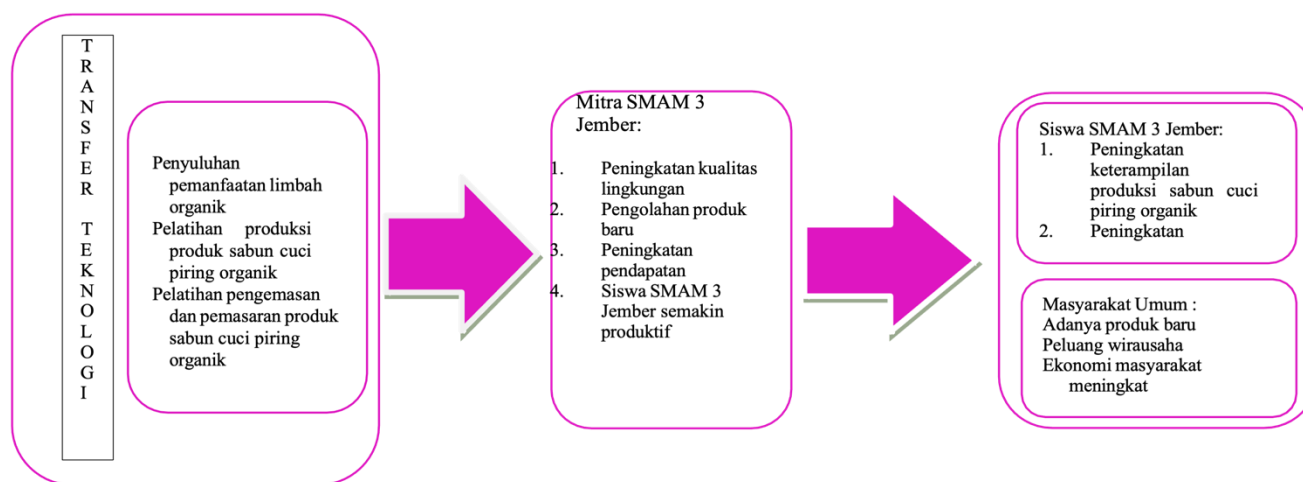 TRANSFER TEKNOLOGI
Penyuluhan
pemanfaatan limbah
organik
Pelatihan produksi
produk sabun cuci
piring organik
Pelatihan pengemasan
dan pemasaran produk
sabun cuci piring
organik
Mitra SMAM 3
Jember:
1. Peningkatan kualitas
lingkungan
2. Pengolahan produk
baru
3. Peningkatan
pendapatan
4. Siswa SMAM 3
Jember semakin
produktif
Siswa SMAM 3 Jember:
1. Peningkatan
keterampilan
produksi sabun cuci
piring organik
2. Peningkatan
Masyarakat Umum :
Adanya produk baru
Peluang wirausaha
Ekonomi masyarakat
meningkat